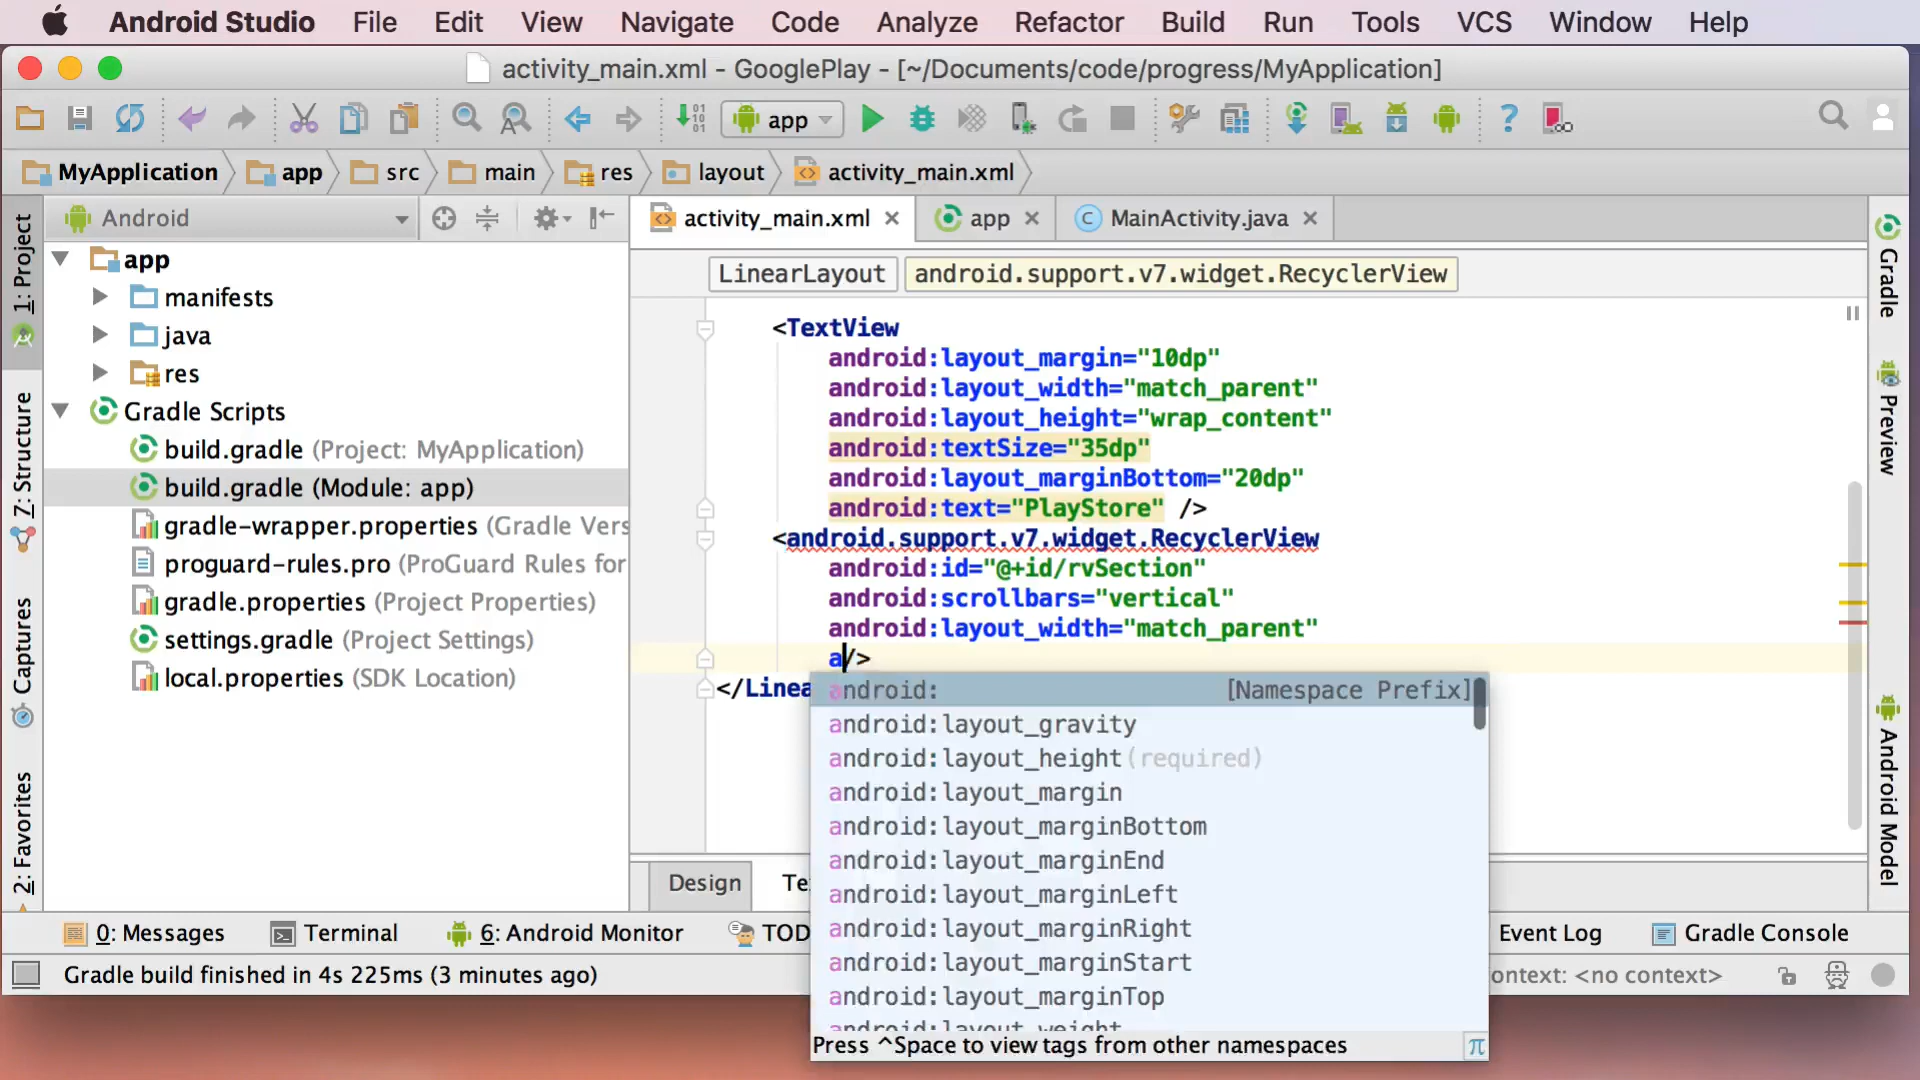 Android Studio File Edit View Navigate Code Analyze Refactor Build Run Tools VCS Window Help
activity_main.xml - GooglePlay - [~/Documents/code/progress/MyApplication]
app
MyApplication app src main res layout activity_main.xml
Android
activity_main.xml app MainActivity.java
1: Project
7: Structure
Captures
2: Favorites
app
manifests
java
res
Gradle Scripts
build.gradle (Project: MyApplication)
build.gradle (Module: app)
gradle-wrapper.properties (Gradle Vers
proguard-rules.pro (ProGuard Rules for
gradle.properties (Project Properties)
settings.gradle (Project Settings)
local.properties (SDK Location)
LinearLayout android.support.v7.widget.RecyclerView
<TextView
android:layout_margin="10dp"
android:layout_width="match_parent"
android:layout_height="wrap_content"
android:textSize="35dp"
android:layout_marginBottom="20dp"
android:text="PlayStore" />
<android.support.v7.widget.RecyclerView
android:id="@+id/rvSection"
android:scrollbars="vertical"
android:layout_width="match_parent"
a/>
</Linea
android: [Namespace Prefix]
android:layout_gravity
android:layout_height(required)
android:layout_margin
android:layout_marginBottom
android:layout_marginEnd
android:layout_marginLeft
android:layout_marginRight
android:layout_marginStart
android:layout_marginTop
android:layout_weight
Press ^Space to view tags from other namespaces π
Design Te
Gradle
Preview
Android Model
0: Messages Terminal 6: Android Monitor TOD Event Log Gradle Console
Gradle build finished in 4s 225ms (3 minutes ago) ontext: <no context>